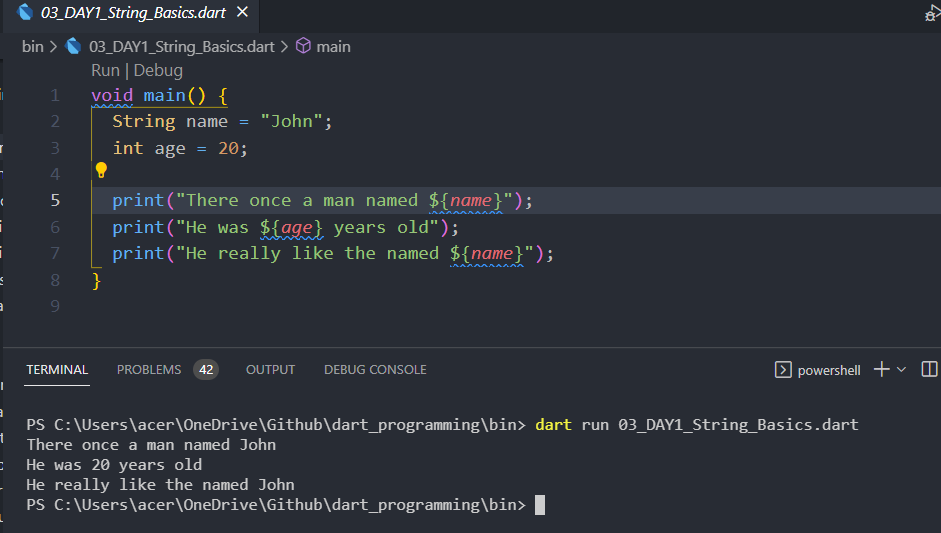 03_DAY1_String_Basics.dart ×
bin > 03_DAY1_String_Basics.dart > main
Run | Debug
1 void main() {
2 String name = "John";
3 int age = 20;
4
5 print("There once a man named ${name}");
6 print("He was ${age} years old");
7 print("He really like the named ${name}");
8 }
9
TERMINAL PROBLEMS 42 OUTPUT DEBUG CONSOLE powershell
PS C:\Users\acer\OneDrive\Github\dart_programming\bin> dart run 03_DAY1_String_Basics.dart
There once a man named John
He was 20 years old
He really like the named John
PS C:\Users\acer\OneDrive\Github\dart_programming\bin>